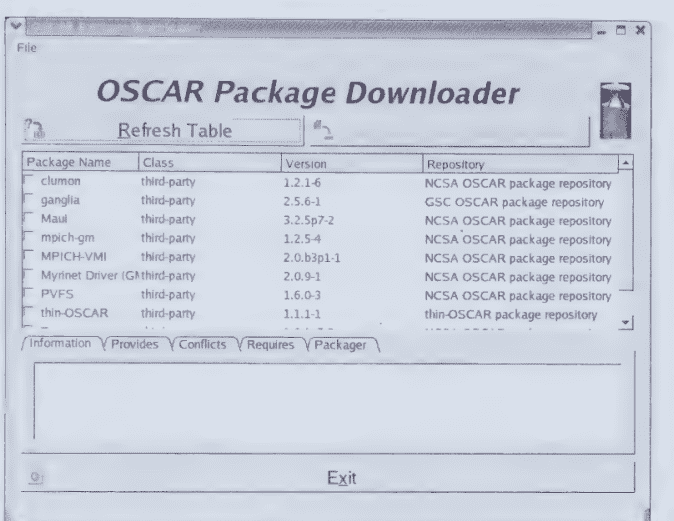 File
OSCAR Package Downloader
Refresh Table
Package Name Class Version Repository
clumon third-party 1.2.1-6 NCSA OSCAR package repository
ganglia third-party 2.5.6-1 GSC OSCAR package repository
Maui third-party 3.2.5p7-2 NCSA OSCAR package repository
mpich-gm third-party 1.2.5-4 NCSA OSCAR package repository
MPICH-VMI third-party 2.0.b3p1-1 NCSA OSCAR package repository
Myrinet Driver (GM third-party 2.0.9-1 NCSA OSCAR package repository
PVFS third-party 1.6.0-3 NCSA OSCAR package repository
thin-OSCAR third-party 1.1.1-1 thin-OSCAR package repository
Information Provides Conflicts Requires Packager
Exit